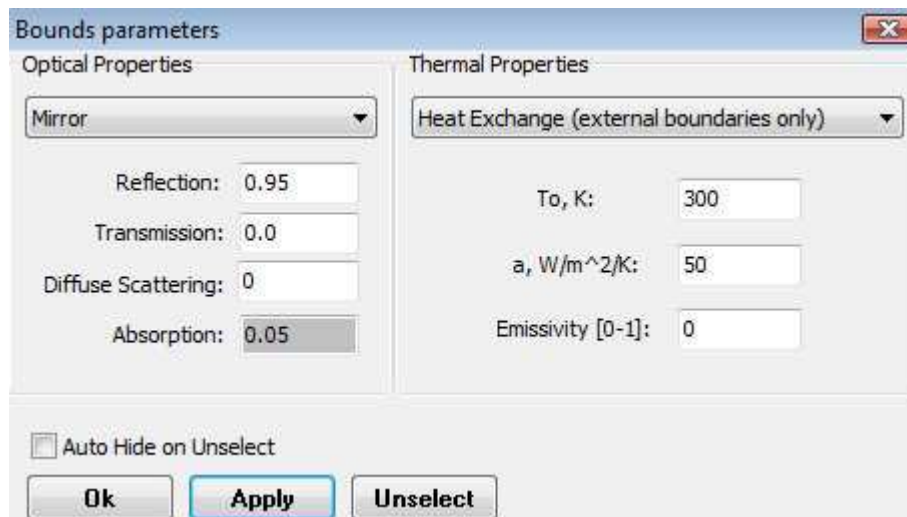 Bounds parameters
Optical Properties
Mirror
Reflection: 0.95
Transmission: 0.0
Diffuse Scattering: 0
Absorption: 0.05
Thermal Properties
Heat Exchange (external boundaries only)
To, K: 300
a, W/m^2/K: 50
Emissivity [0-1]: 0
Auto Hide on Unselect
Ok Apply Unselect